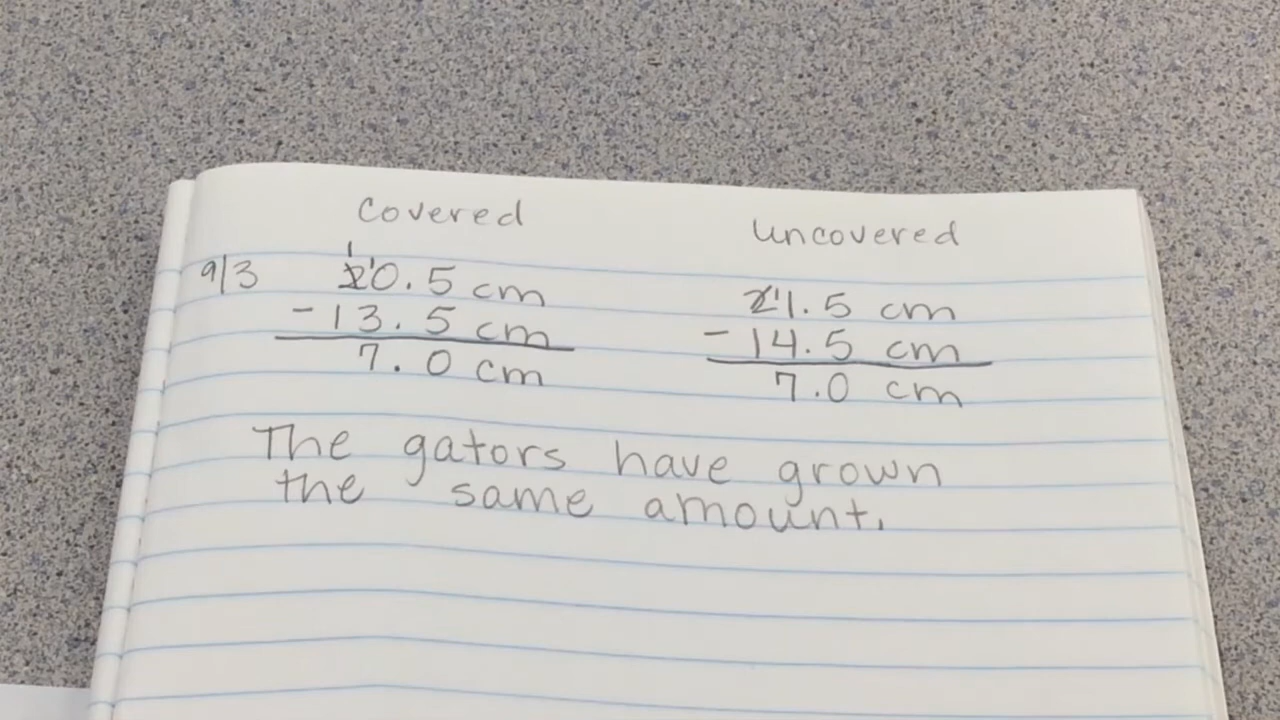 covered
uncovered
9/3 20.5 cm
- 13.5 cm
7.0 cm
21.5 cm
- 14.5 cm
7.0 cm
The gators have grown
the same amount.